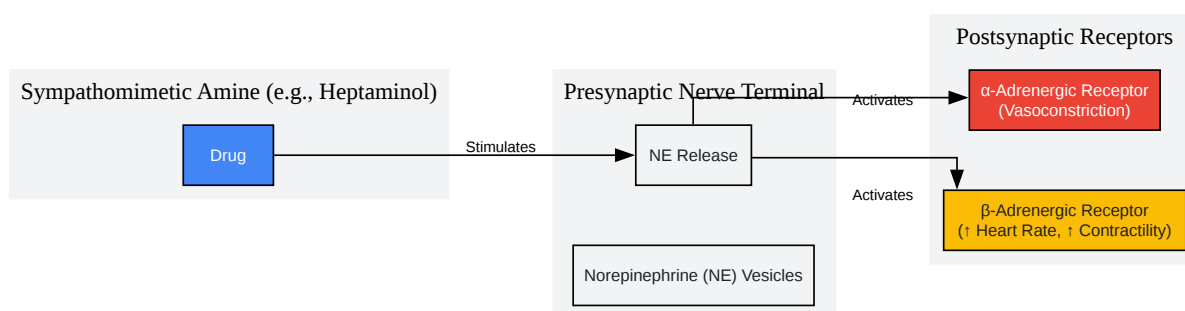 Postsynaptic Receptors
Sympathomimetic Amine (e.g., Heptaminol)
Presynaptic Nerve Terminal
Drug
Stimulates
NE Release
Activates
α-Adrenergic Receptor
(Vasoconstriction)
Activates
β-Adrenergic Receptor
(↑ Heart Rate, ↑ Contractility)
Norepinephrine (NE) Vesicles